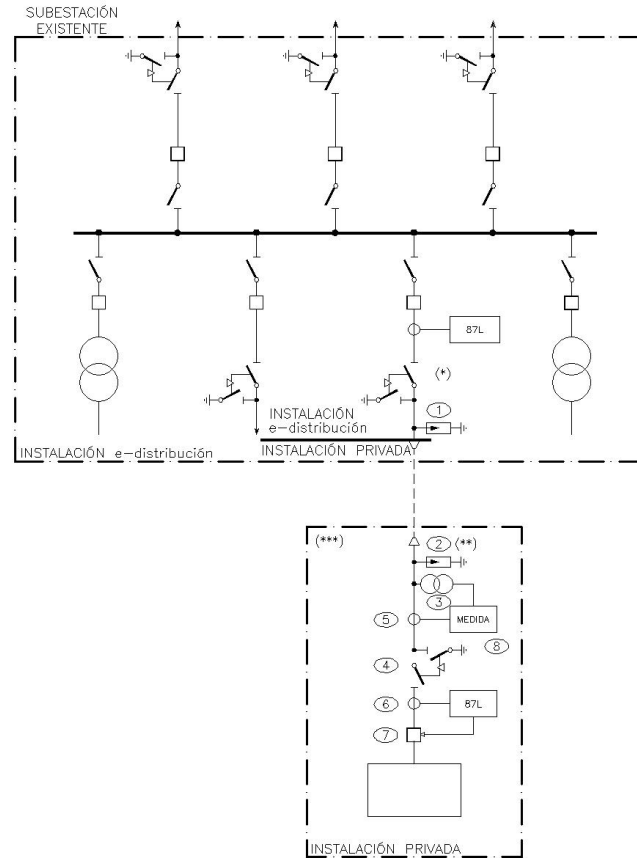 SUBESTACIÓN
EXISTENTE
87L
(*)
1
INSTALACIÓN
e-distribución
INSTALACIÓN e-distribución
INSTALACIÓN PRIVADA
(***)
2
(**)
3
5
MEDIDA
8
4
6
87L
7
INSTALACIÓN PRIVADA